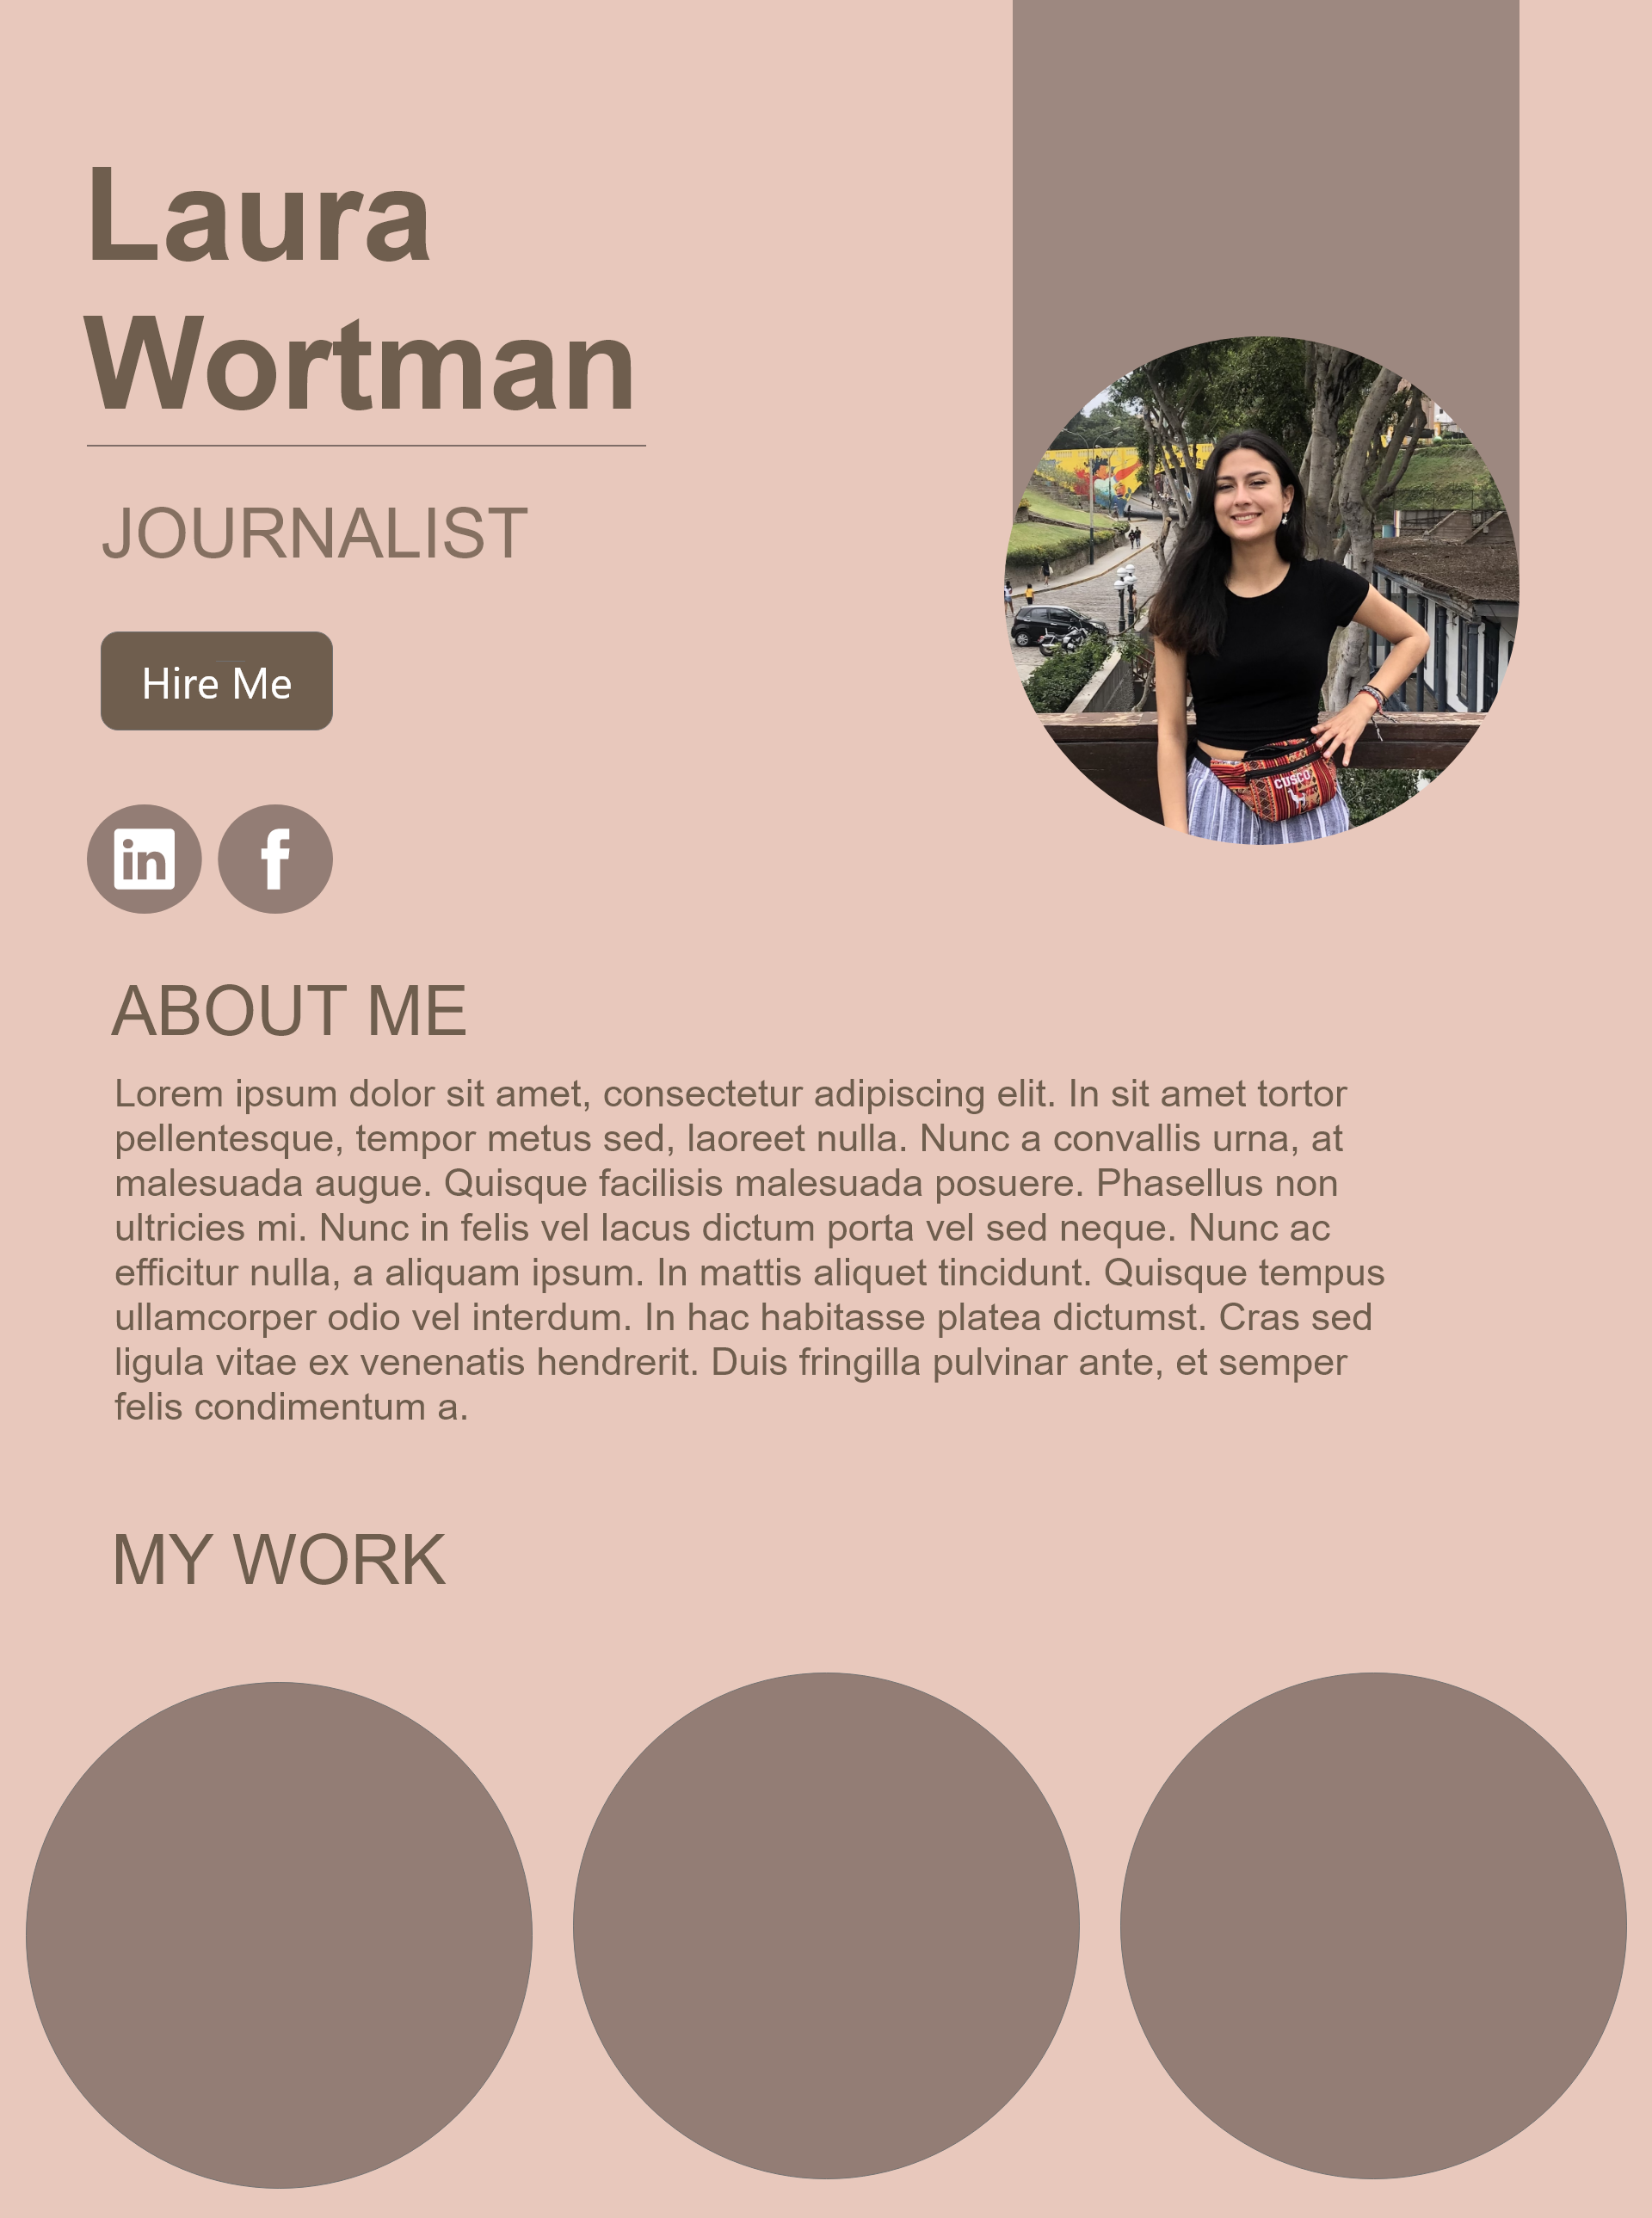 Laura
Wortman
JOURNALIST
Hire Me
in
f
CUSCO
ABOUT ME
Lorem ipsum dolor sit amet, consectetur adipiscing elit. In sit amet tortor
pellentesque, tempor metus sed, laoreet nulla. Nunc a convallis urna, at
malesuada augue. Quisque facilisis malesuada posuere. Phasellus non
ultricies mi. Nunc in felis vel lacus dictum porta vel sed neque. Nunc ac
efficitur nulla, a aliquam ipsum. In mattis aliquet tincidunt. Quisque tempus
ullamcorper odio vel interdum. In hac habitasse platea dictumst. Cras sed
ligula vitae ex venenatis hendrerit. Duis fringilla pulvinar ante, et semper
felis condimentum a.
MY WORK